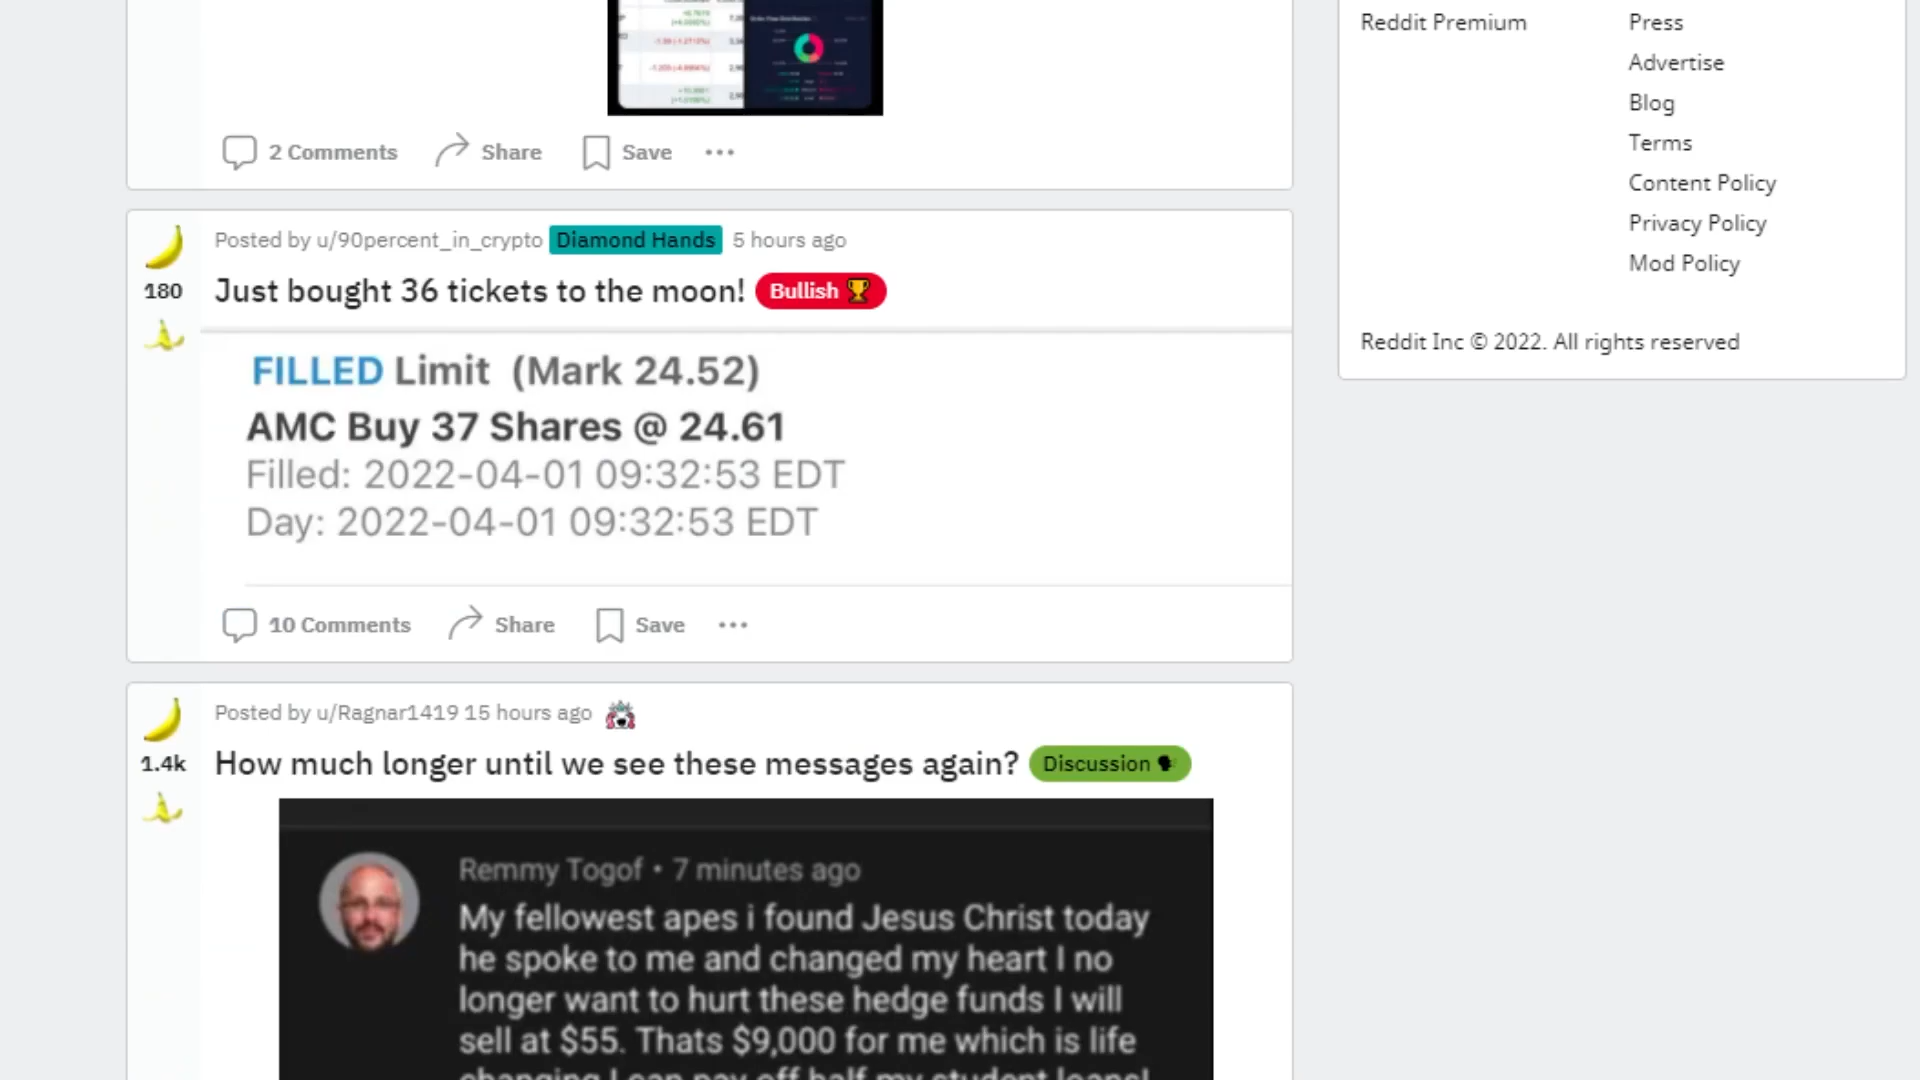 2 Comments Share Save
Posted by u/90percent_in_crypto Diamond Hands 5 hours ago
180
Just bought 36 tickets to the moon! Bullish
FILLED Limit (Mark 24.52)
AMC Buy 37 Shares @ 24.61
Filled: 2022-04-01 09:32:53 EDT
Day: 2022-04-01 09:32:53 EDT
10 Comments Share Save
Posted by u/Ragnar1419 15 hours ago
1.4k
How much longer until we see these messages again? Discussion
Remmy Togof • 7 minutes ago
My fellowest apes i found Jesus Christ today
he spoke to me and changed my heart I no
longer want to hurt these hedge funds I will
sell at $55. Thats $9,000 for me which is life
changing I can pay off half my student loans!
Reddit Premium
Press
Advertise
Blog
Terms
Content Policy
Privacy Policy
Mod Policy
Reddit Inc © 2022. All rights reserved